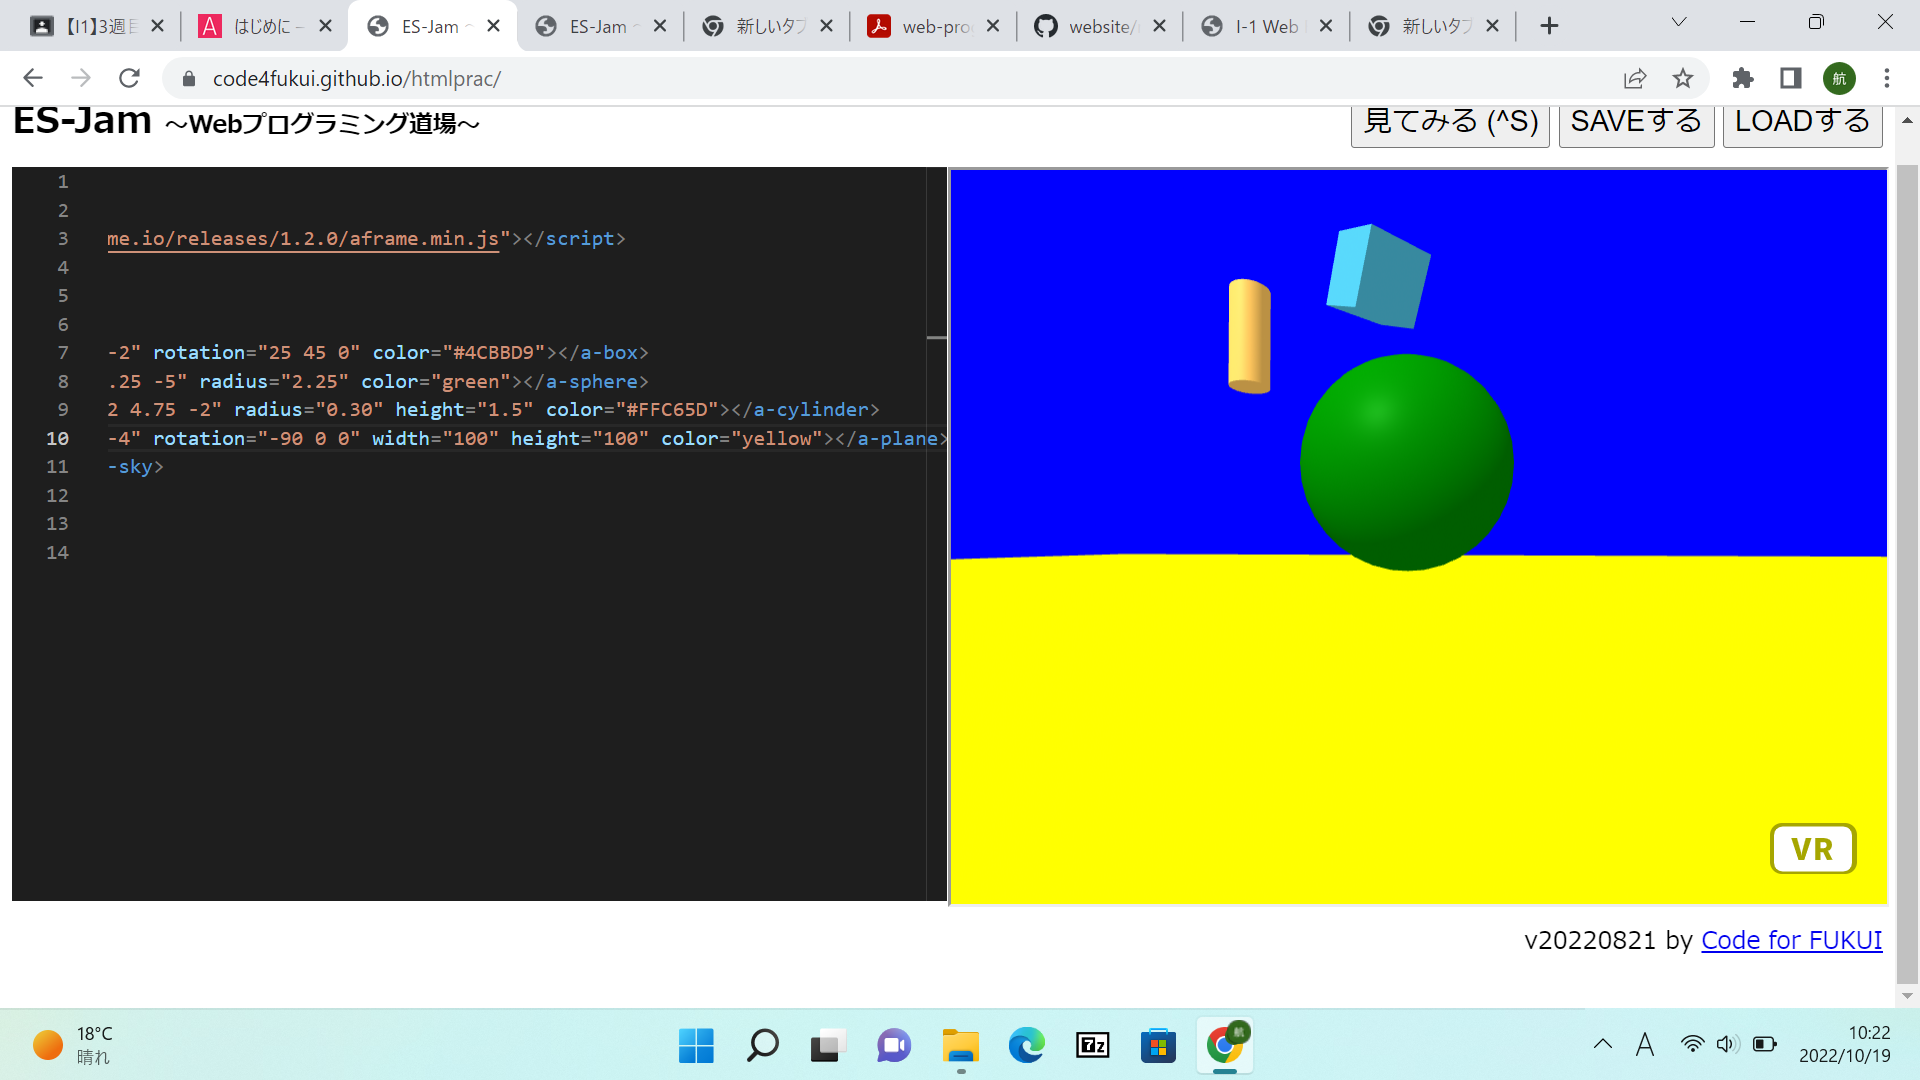 【I1】3週目
はじめに –
ES-Jam ~
ES-Jam ~
新しいタブ
web-prog
website/
I-1 Web
新しいタブ
code4fukui.github.io/htmlprac/
航
ES-Jam ～Webプログラミング道場～
見てみる (^S)
SAVEする
LOADする
1
2
3 me.io/releases/1.2.0/aframe.min.js"></script>
4
5
6
7 -2" rotation="25 45 0" color="#4CBBD9"></a-box>
8 .25 -5" radius="2.25" color="green"></a-sphere>
9 2 4.75 -2" radius="0.30" height="1.5" color="#FFC65D"></a-cylinder>
10 -4" rotation="-90 0 0" width="100" height="100" color="yellow"></a-plane>
11 -sky>
12
13
14
VR
v20220821 by Code for FUKUI
18°C
晴れ
7z
航
A
10:22
2022/10/19